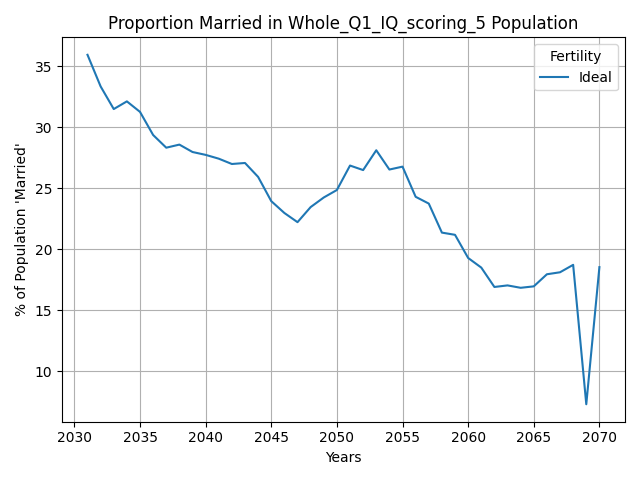 Proportion Married in Whole_Q1_IQ_scoring_5 Population
Fertility
Ideal
% of Population 'Married'
35
30
25
20
15
10
2030 2035 2040 2045 2050 2055 2060 2065 2070
Years